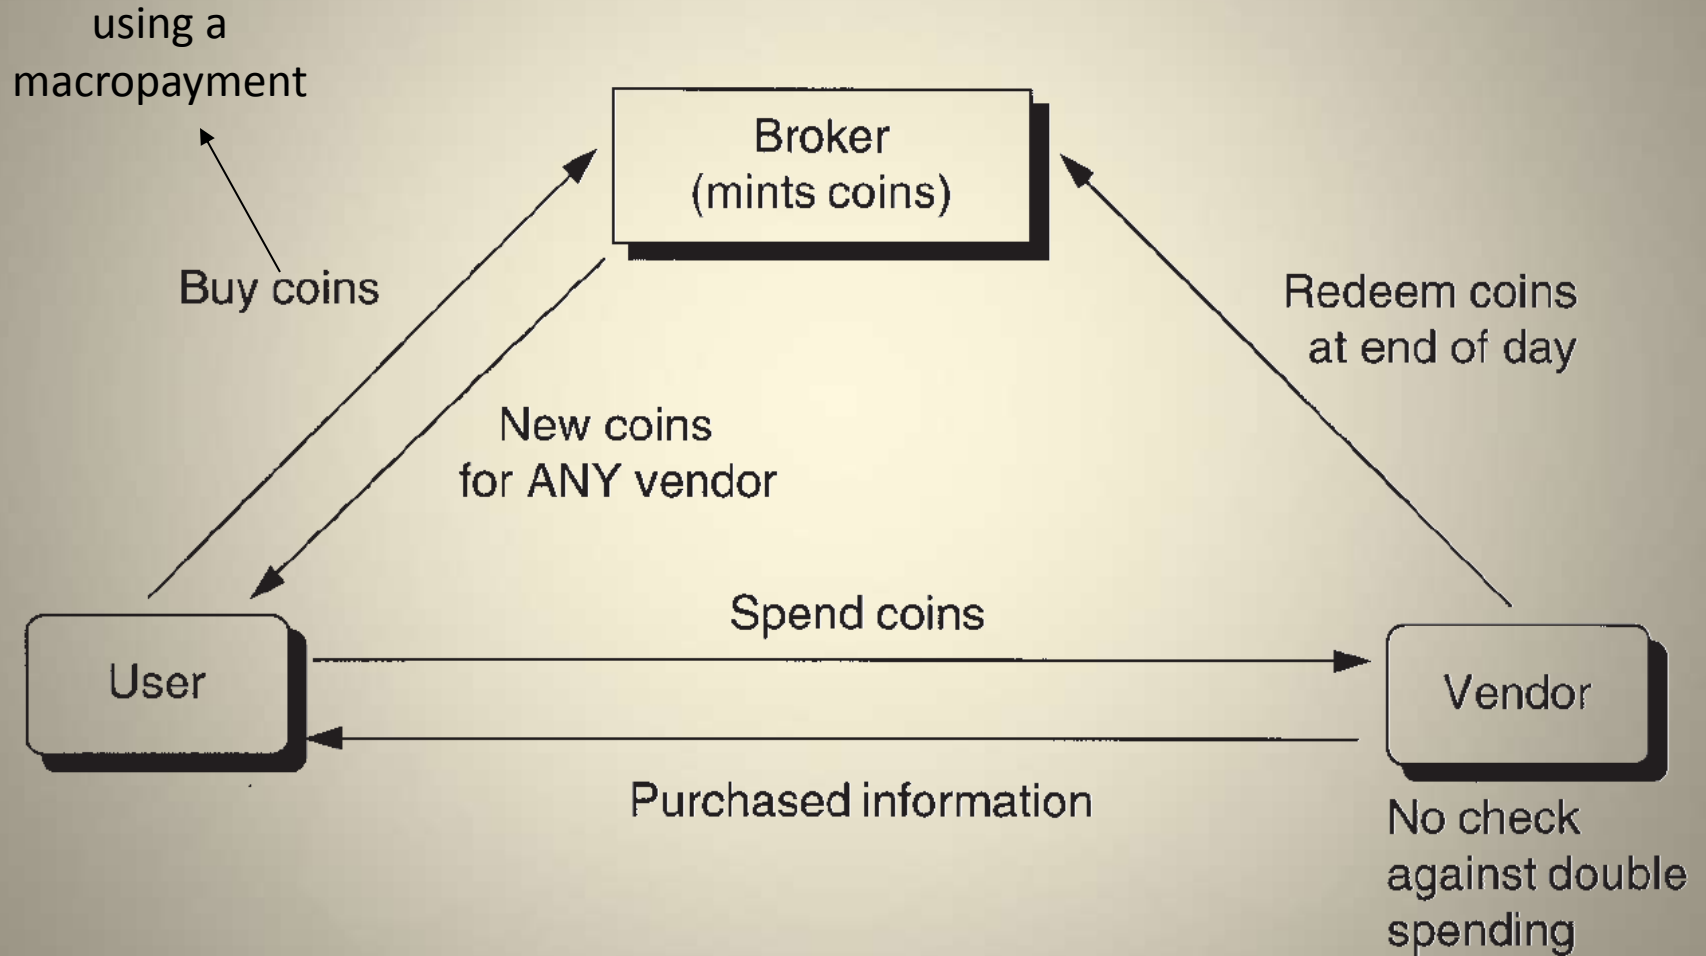 using a
macropayment
Broker
(mints coins)
Buy coins
Redeem coins
at end of day
New coins
for ANY vendor
Spend coins
User
Vendor
Purchased information
No check
against double
spending